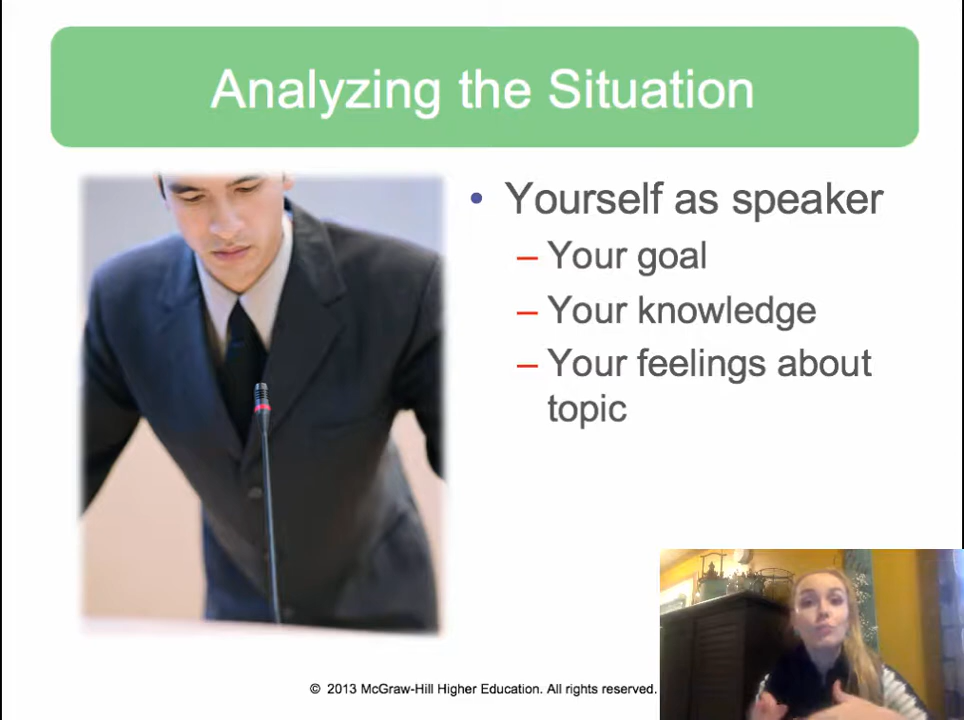 Analyzing the Situation
• Yourself as speaker
– Your goal
– Your knowledge
– Your feelings about
topic
© 2013 McGraw-Hill Higher Education. All rights reserved.